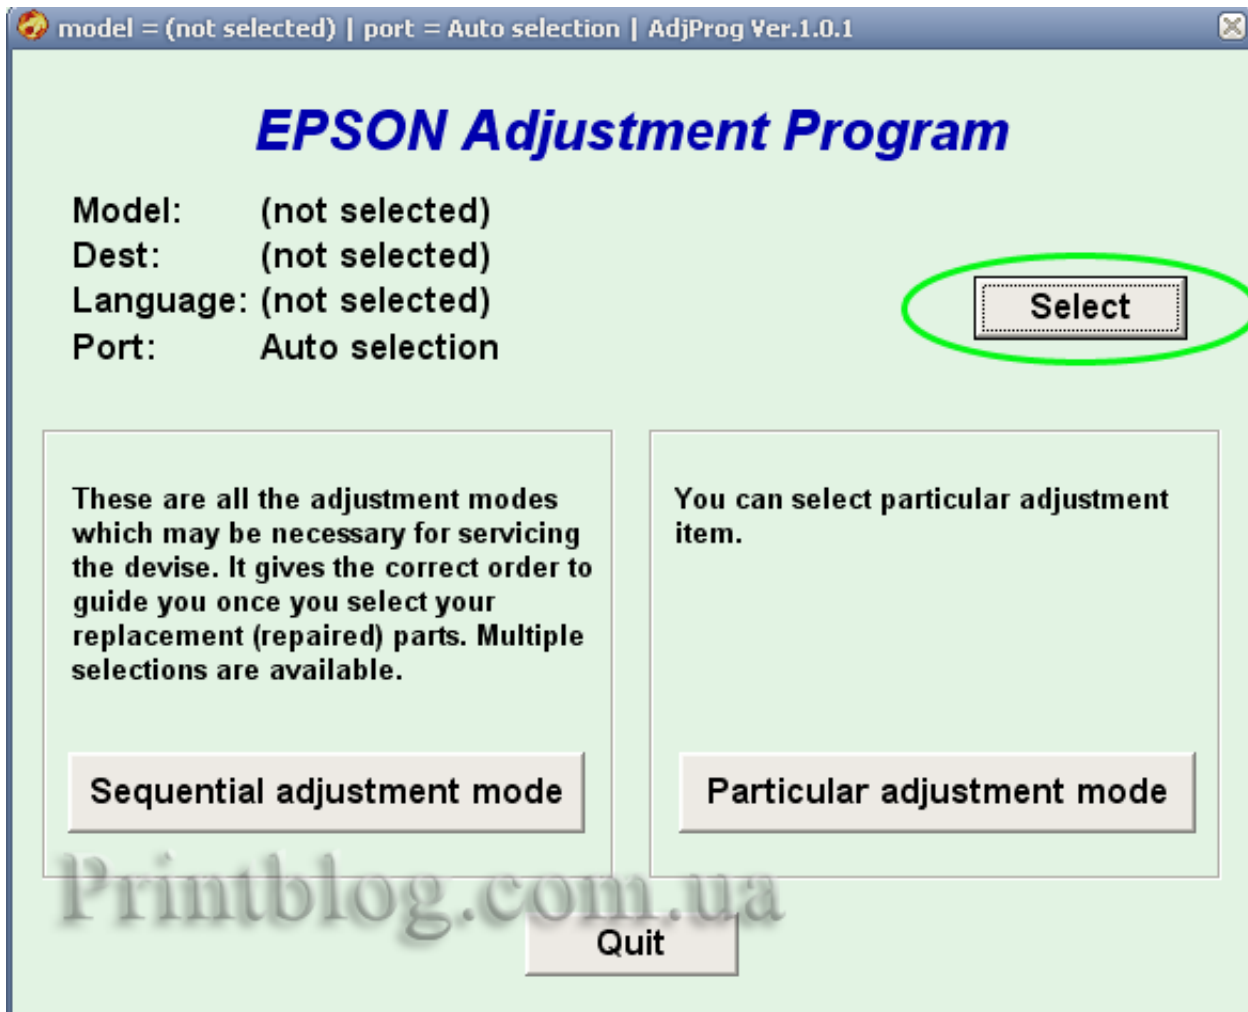 model = (not selected) | port = Auto selection | AdjProg Ver.1.0.1
EPSON Adjustment Program
Model: (not selected)
Dest: (not selected)
Language: (not selected)
Port: Auto selection
Select
These are all the adjustment modes
which may be necessary for servicing
the devise. It gives the correct order to
guide you once you select your
replacement (repaired) parts. Multiple
selections are available.
Sequential adjustment mode
You can select particular adjustment
item.
Particular adjustment mode
Printblog.com.ua
Quit